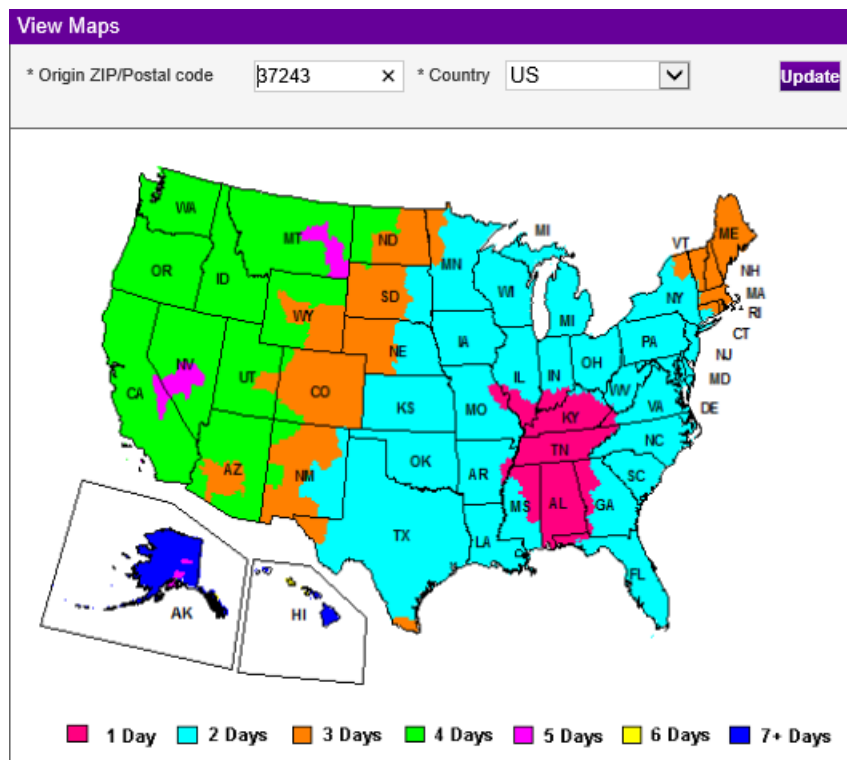 View Maps
* Origin ZIP/Postal code 37243 × * Country US Update
WA
MT
ND
MN
MI
VT
ME
OR
ID
WI
NH
SD
NY
MA
WY
MI
RI
CT
IA
PA
NJ
NE
NV
OH
UT
IL
IN
MD
CA
CO
WV
KS
MO
VA
DE
KY
NC
TN
OK
AZ
AR
NM
SC
MS
AL
GA
TX
LA
FL
AK
HI
1 Day 2 Days 3 Days 4 Days 5 Days 6 Days 7+ Days